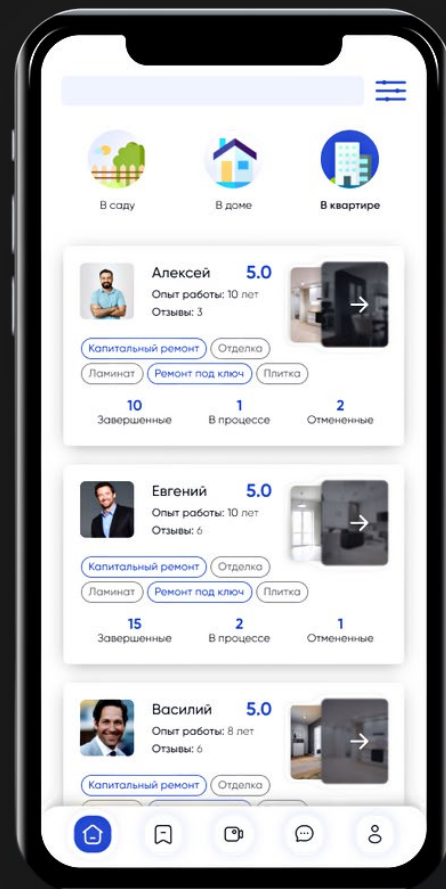 В саду
В доме
В квартире
Алексей 5.0
Опыт работы: 10 лет
Отзывы: 3
Капитальный ремонт Отделка
Ламинат Ремонт под ключ Плитка
10 1 2
Завершенные В процессе Отмененные
Евгений 5.0
Опыт работы: 10 лет
Отзывы: 6
Капитальный ремонт Отделка
Ламинат Ремонт под ключ Плитка
15 2 1
Завершенные В процессе Отмененные
Василий 5.0
Опыт работы: 8 лет
Отзывы: 6
Капитальный ремонт Отделка